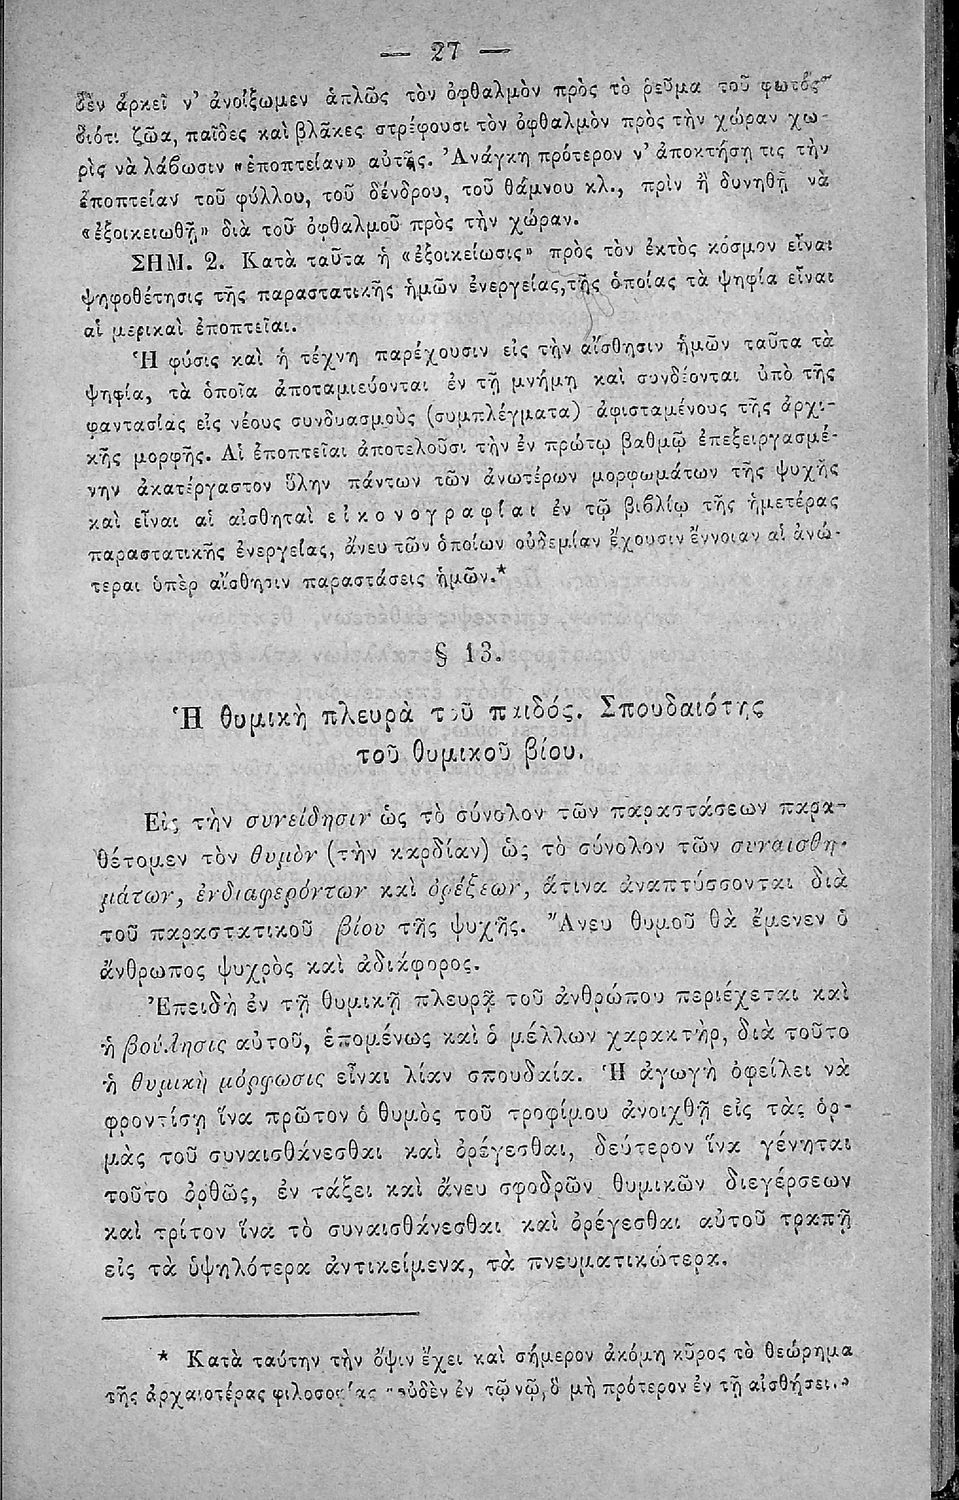 — 27 —
δὲν ἀρκεῖ ν' ἀνοίξωμεν ἁπλῶς τὸν ὀφθαλμὸν πρὸς τὸ ῥεῦμα τοῦ φωτός·
διότι ζῶα, παῖδες καὶ βλᾶκες στρέφουσι τὸν ὀφθαλμὸν πρὸς τὴν χώραν χω-
ρὶς νὰ λάβωσιν «ἐποπτείαν» αὐτῆς. Ἀνάγκη πρότερον ν' ἀποκτήσῃ τις τὴν
ἐποπτείαν τοῦ φύλλου, τοῦ δένδρου, τοῦ θάμνου κλ., πρὶν ἢ δυνηθῇ νὰ
«ἐξοικειωθῇ» διὰ τοῦ ὀφθαλμοῦ πρὸς τὴν χώραν.
ΣΗΜ. 2. Κατὰ ταῦτα ἡ «ἐξοικείωσις» πρὸς τὸν ἐκτὸς κόσμον εἶναι
ψηφοθέτησις τῆς παραστατικῆς ἡμῶν ἐνεργείας, τῆς ὁποίας τὰ ψηφία εἶναι
αἱ μερικαὶ ἐποπτεῖαι.
Ἡ φύσις καὶ ἡ τέχνη παρέχουσιν εἰς τὴν αἴσθησιν ἡμῶν ταῦτα τὰ
ψηφία, τὰ ὁποῖα ἀποταμιεύονται ἐν τῇ μνήμῃ καὶ συνδέονται ὑπὸ τῆς
φαντασίας εἰς νέους συνδυασμοὺς (συμπλέγματα) ἀφισταμένους τῆς ἀρχι-
κῆς μορφῆς. Αἱ ἐποπτεῖαι ἀποτελοῦσι τὴν ἐν πρώτῳ βαθμῷ ἐπεξειργασμέ-
νην ἀκατέργαστον ὕλην πάντων τῶν ἀνωτέρων μορφωμάτων τῆς ψυχῆς
καὶ εἶναι αἱ αἰσθηταὶ εἰκονογραφίαι ἐν τῷ βιβλίῳ τῆς ἡμετέρας
παραστατικῆς ἐνεργείας, ἄνευ τῶν ὁποίων οὐδεμίαν ἔχουσιν ἔννοιαν αἱ ἀνώ-
τεραι ὑπὲρ αἴσθησιν παραστάσεις ἡμῶν.*
§ 13.
Ἡ θυμικὴ πλευρὰ τοῦ παιδός. Σπουδαιότης
τοῦ θυμικοῦ βίου.
Εἰς τὴν συνείδησιν ὡς τὸ σύνολον τῶν παραστάσεων παρα-
θέτομεν τὸν θυμὸν (τὴν καρδίαν) ὡς τὸ σύνολον τῶν συναισθη-
μάτων, ἐνδιαφερόντων καὶ ὀρέξεων, ἅτινα ἀναπτύσσονται διὰ
τοῦ παραστατικοῦ βίου τῆς ψυχῆς. Ἄνευ θυμοῦ θὰ ἔμενεν ὁ
ἄνθρωπος ψυχρὸς καὶ ἀδιάφορος.
Ἐπειδὴ ἐν τῇ θυμικῇ πλευρᾷ τοῦ ἀνθρώπου περιέχεται καὶ
ἡ βούλησις αὐτοῦ, ἑπομένως καὶ ὁ μέλλων χαρακτήρ, διὰ τοῦτο
ἡ θυμικὴ μόρφωσις εἶναι λίαν σπουδαία. Ἡ ἀγωγὴ ὀφείλει νὰ
φροντίσῃ ἵνα πρῶτον ὁ θυμὸς τοῦ τροφίμου ἀνοιχθῇ εἰς τὰς ὁρ-
μὰς τοῦ συναισθάνεσθαι καὶ ὀρέγεσθαι, δεύτερον ἵνα γένηται
τοῦτο ὀρθῶς, ἐν τάξει καὶ ἄνευ σφοδρῶν θυμικῶν διεγέρσεων
καὶ τρίτον ἵνα τὸ συναισθάνεσθαι καὶ ὀρέγεσθαι αὐτοῦ τραπῇ
εἰς τὰ ὑψηλότερα ἀντικείμενα, τὰ πνευματικώτερα.
* Κατὰ ταύτην τὴν ὄψιν ἔχει καὶ σήμερον ἀκόμη κῦρος τὸ θεώρημα
τῆς ἀρχαιοτέρας φιλοσοφίας «οὐδὲν ἐν τῷ νῷ, ὃ μὴ πρότερον ἐν τῇ αἰσθήσει.»